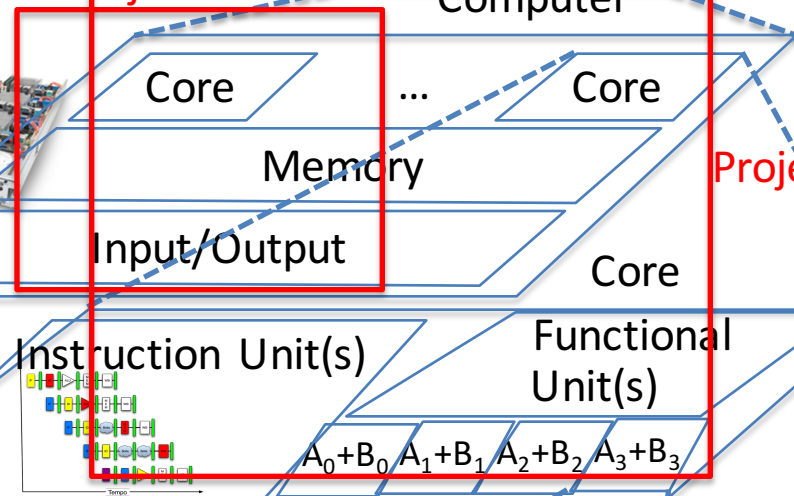 Computer
Core ... Core
Memory
Proje
Input/Output
Core
Instruction Unit(s)
Functional
Unit(s)
A₀+B₀ A₁+B₁ A₂+B₂ A₃+B₃
Tempo